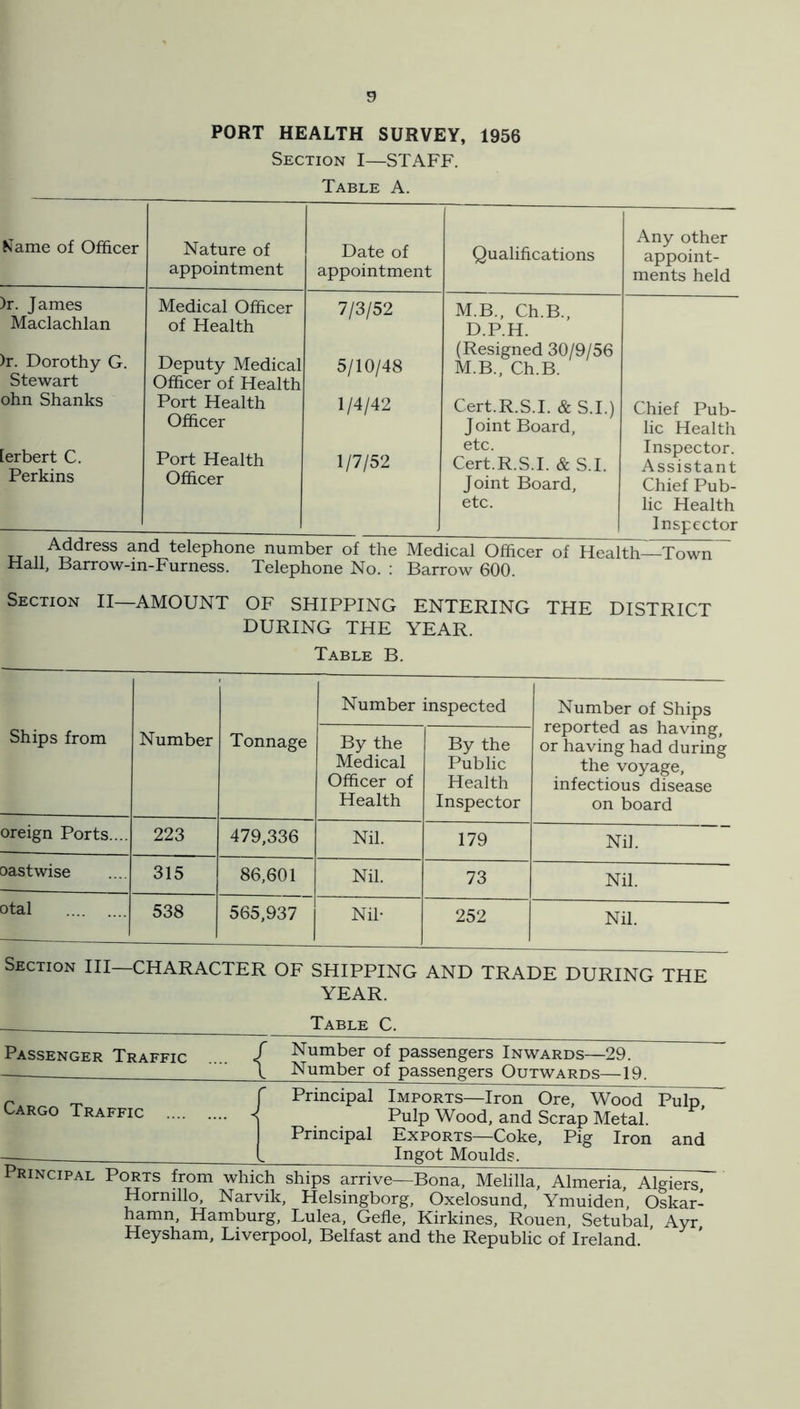 9
PORT HEALTH SURVEY, 1956
Section I—STAFF.
Table A.
Name of Officer | Nature of appointment | Date of appointment | Qualifications | Any other appoint-ments held
)r. James Maclachlan | Medical Officer of Health | 7/3/52 | M.B., Ch.B., D.P.H. (Resigned 30/9/56
)r. Dorothy G. Stewart | Deputy Medical Officer of Health | 5/10/48 | M.B., Ch.B.
ohn Shanks | Port Health Officer | 1/4/42 | Cert.R.S.I. & S.I.) Joint Board, etc. | Chief Pub-lic Health Inspector.
erbert C. Perkins | Port Health Officer | 1/7/52 | Cert.R.S.I. & S.I. Joint Board, etc. | Assistant Chief Pub-lic Health Inspector
Address and telephone number of the Medical Officer of Health—Town
Hall, Barrow-in-Furness. Telephone No. : Barrow 600.
Section II—AMOUNT OF SHIPPING ENTERING THE DISTRICT
DURING THE YEAR.
Table B.
Ships from | Number | Tonnage | Number inspected | Number of Ships reported as having, or having had during the voyage, infectious disease on board
By the Medical Officer of Health | By the Public Health Inspector
oreign Ports.... | 223 | 479,336 | Nil. | 179 | Nil.
oastwise .... | 315 | 86,601 | Nil. | 73 | Nil.
otal .... .... | 538 | 565,937 | Nil· | 252 | Nil.
Section III—CHARACTER OF SHIPPING AND TRADE DURING THE
YEAR.
Table C.
Passenger Traffic .... { Number of passengers Inwards—29.
Number of passengers Outwards—19.
Cargo Traffic .... .... { Principal Imports—Iron Ore, Wood Pulp,
Pulp Wood, and Scrap Metal.
Principal Exports—Coke, Pig Iron and
Ingot Moulds.
Principal Ports from which ships arrive—Bona, Melilla, Almeria, Algiers,
Hornillo, Narvik, Helsingborg, Oxelosund, Ymuiden, Oskar-
hamn, Hamburg, Lulea, Gefle, Kirkines, Rouen, Setubal, Ayr,
Heysham, Liverpool, Belfast and the Republic of Ireland.